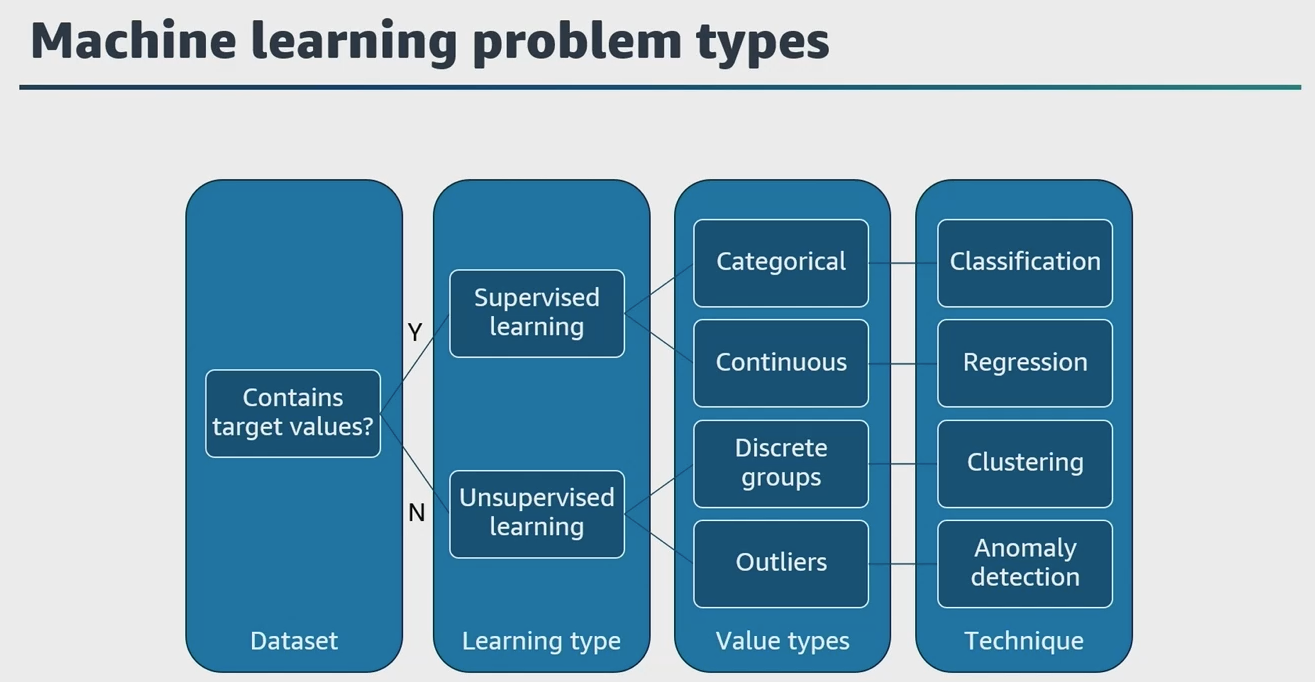 Machine learning problem types
Contains
target values?
Dataset
Y
N
Supervised
learning
Unsupervised
learning
Learning type
Categorical
Continuous
Discrete
groups
Outliers
Value types
Classification
Regression
Clustering
Anomaly
detection
Technique